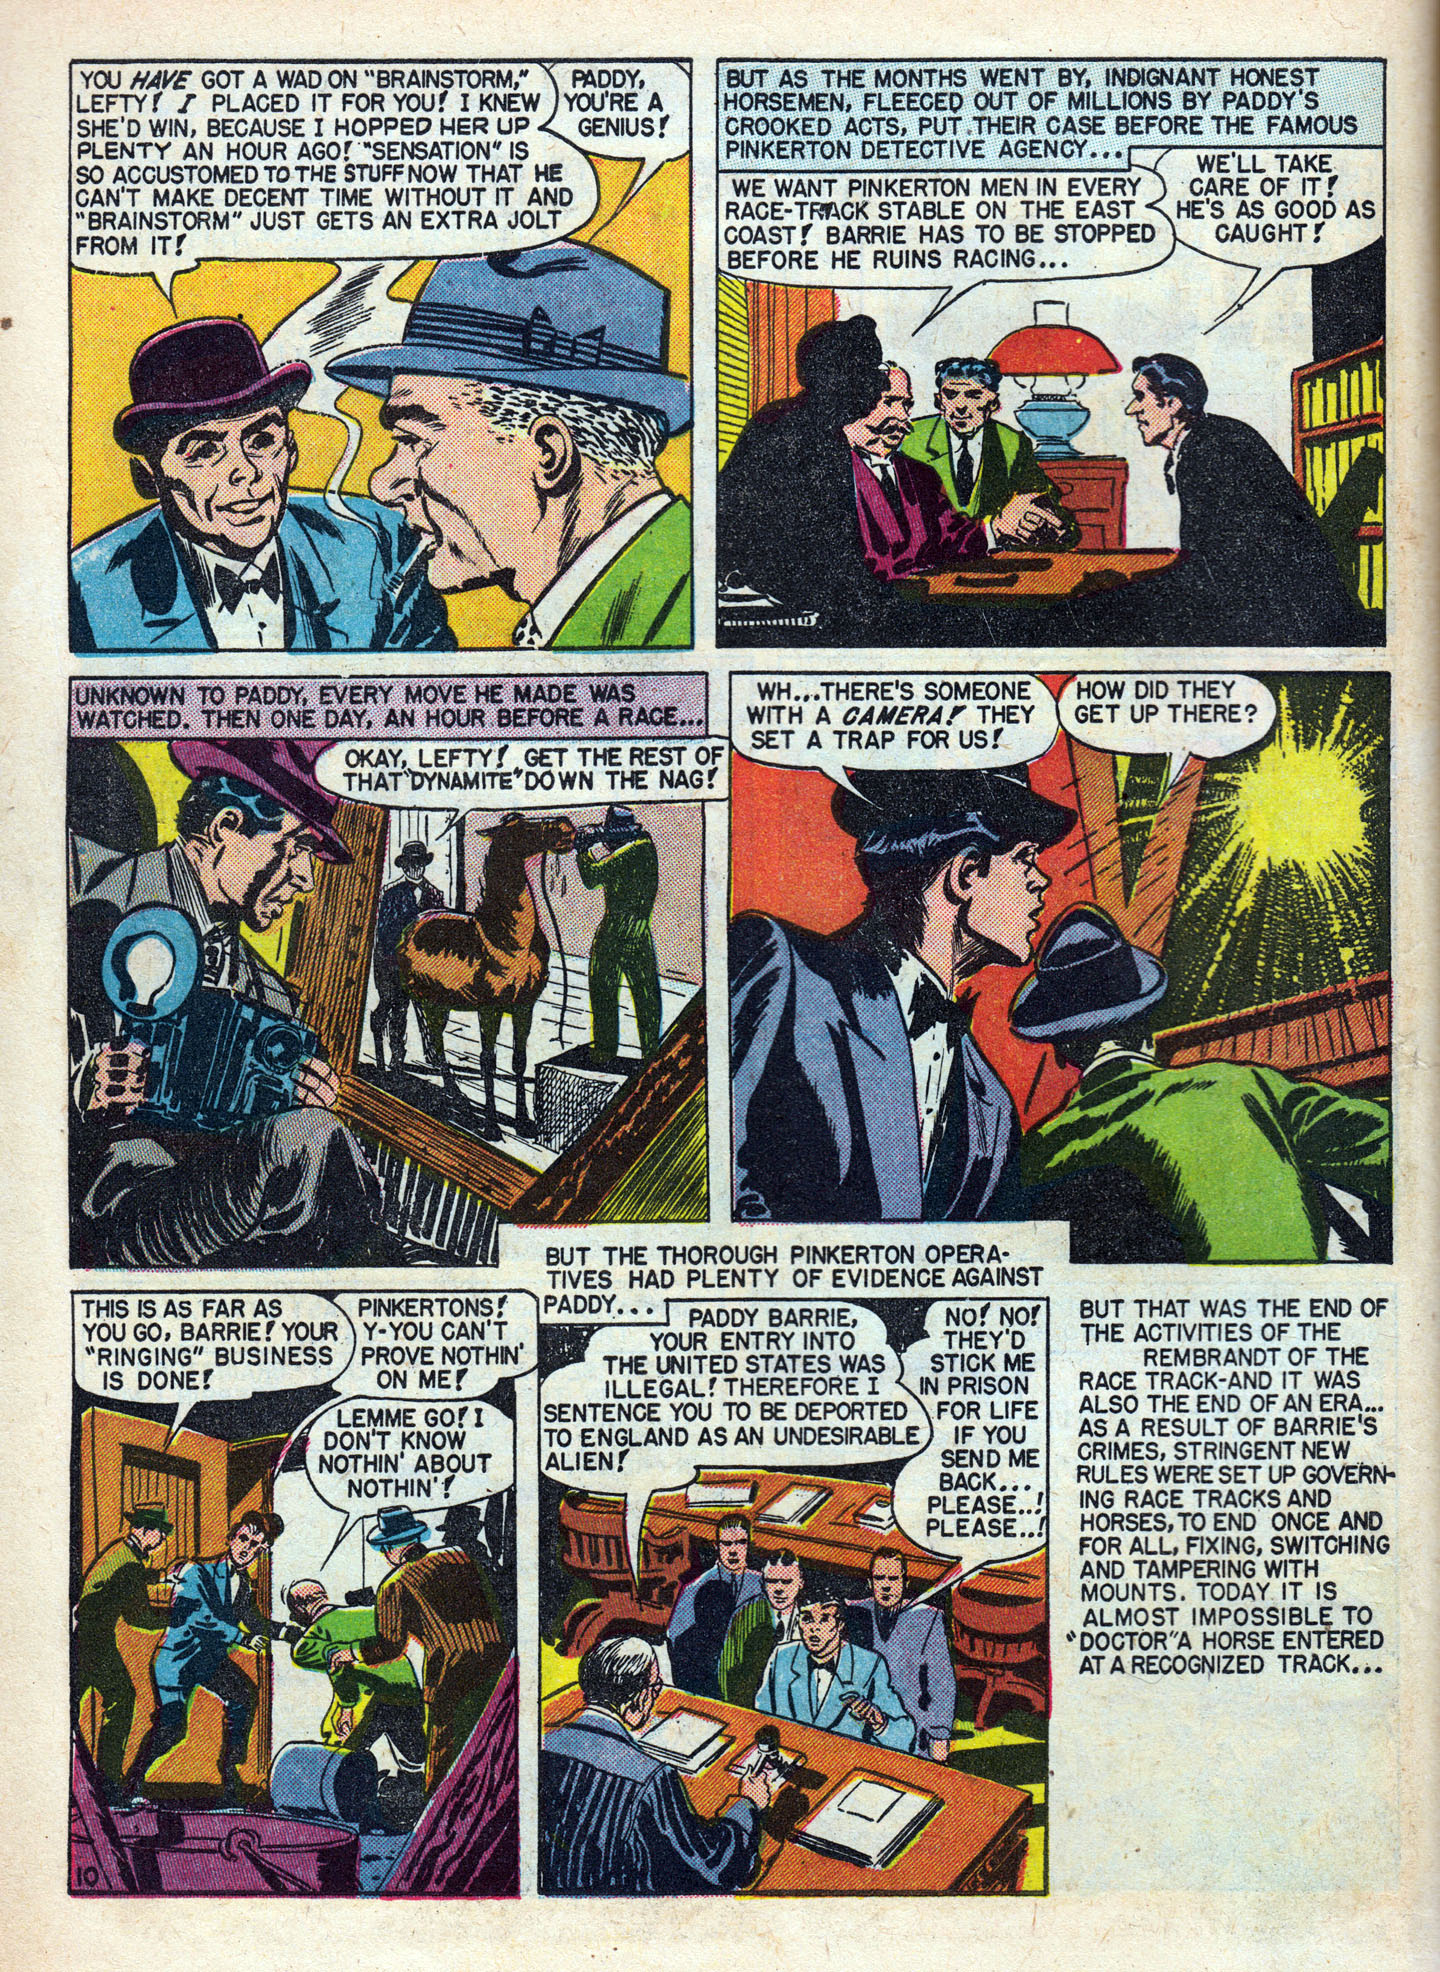 YOU HAVE GOT A WAD ON "BRAINSTORM,"
LEFTY! I PLACED IT FOR YOU! I KNEW
SHE'D WIN, BECAUSE I HOPPED HER UP
PLENTY AN HOUR AGO! "SENSATION" IS
SO ACCUSTOMED TO THE STUFF NOW THAT HE
CAN'T MAKE DECENT TIME WITHOUT IT AND
"BRAINSTORM" JUST GETS AN EXTRA JOLT
FROM IT!
PADDY,
YOU'RE A
GENIUS!
BUT AS THE MONTHS WENT BY, INDIGNANT HONEST
HORSEMEN, FLEECED OUT OF MILLIONS BY PADDY'S
CROOKED ACTS, PUT THEIR CASE BEFORE THE FAMOUS
PINKERTON DETECTIVE AGENCY...
WE WANT PINKERTON MEN IN EVERY
RACE-TRACK STABLE ON THE EAST
COAST! BARRIE HAS TO BE STOPPED
BEFORE HE RUINS RACING...
WE'LL TAKE
CARE OF IT!
HE'S AS GOOD AS
CAUGHT!
UNKNOWN TO PADDY, EVERY MOVE HE MADE WAS
WATCHED. THEN ONE DAY, AN HOUR BEFORE A RACE...
OKAY, LEFTY! GET THE REST OF
THAT "DYNAMITE" DOWN THE NAG!
WH...THERE'S SOMEONE
WITH A CAMERA! THEY
SET A TRAP FOR US!
HOW DID THEY
GET UP THERE?
THIS IS AS FAR AS
YOU GO, BARRIE! YOUR
"RINGING" BUSINESS
IS DONE!
PINKERTONS!
Y-YOU CAN'T
PROVE NOTHIN'
ON ME!
LEMME GO! I
DON'T KNOW
NOTHIN' ABOUT
NOTHIN'!
10
BUT THE THOROUGH PINKERTON OPERA-
TIVES HAD PLENTY OF EVIDENCE AGAINST
PADDY...
PADDY BARRIE,
YOUR ENTRY INTO
THE UNITED STATES WAS
ILLEGAL! THEREFORE I
SENTENCE YOU TO BE DEPORTED
TO ENGLAND AS AN UNDESIRABLE
ALIEN!
NO! NO!
THEY'D
STICK ME
IN PRISON
FOR LIFE
IF YOU
SEND ME
BACK...
PLEASE..!
PLEASE..!
BUT THAT WAS THE END OF
THE ACTIVITIES OF THE
REMBRANDT OF THE
RACE TRACK-AND IT WAS
ALSO THE END OF AN ERA...
AS A RESULT OF BARRIE'S
CRIMES, STRINGENT NEW
RULES WERE SET UP GOVERN-
ING RACE TRACKS AND
HORSES, TO END ONCE AND
FOR ALL, FIXING, SWITCHING
AND TAMPERING WITH
MOUNTS. TODAY IT IS
ALMOST IMPOSSIBLE TO
"DOCTOR" A HORSE ENTERED
AT A RECOGNIZED TRACK...